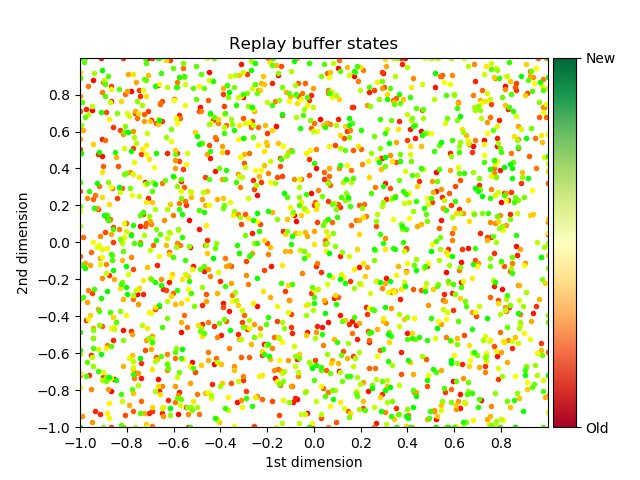 Replay buffer states
New
0.8
0.6
0.4
0.2
0.0
−0.2
−0.4
−0.6
−0.8
−1.0
2nd dimension
Old
−1.0 −0.8 −0.6 −0.4 −0.2 0.0 0.2 0.4 0.6 0.8
1st dimension